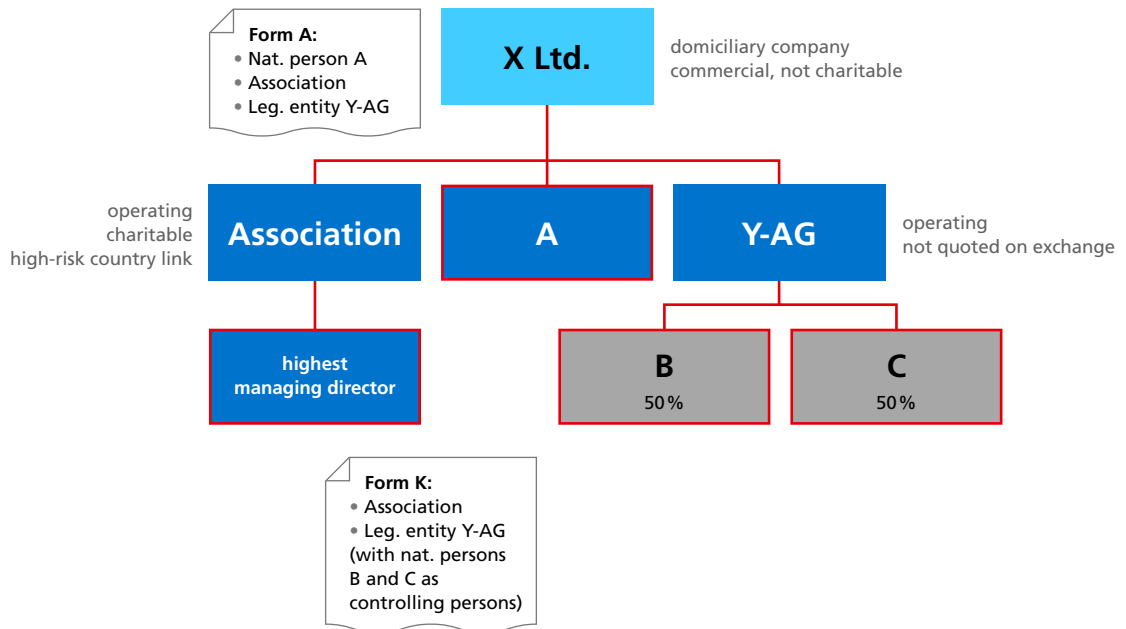 Form A:
• Nat. person A
• Association
• Leg. entity Y-AG
X Ltd.
domiciliary company
commercial, not charitable
operating
charitable
high-risk country link
Association
A
Y-AG
operating
not quoted on exchange
highest
managing director
B
50 %
C
50 %
Form K:
• Association
• Leg. entity Y-AG
(with nat. persons
B and C as
controlling persons)